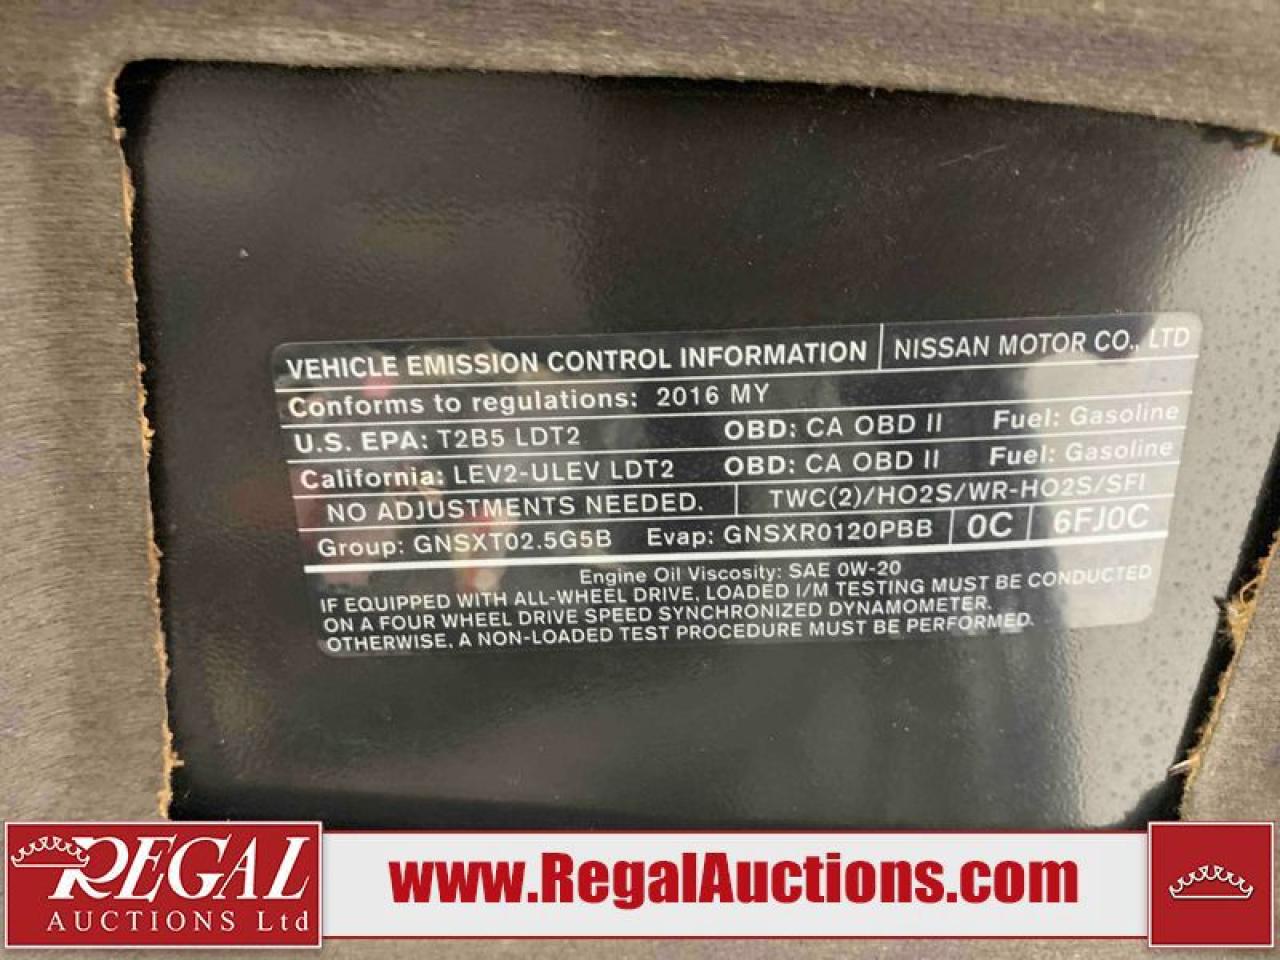 VEHICLE EMISSION CONTROL INFORMATION NISSAN MOTOR CO., LTD
Conforms to regulations: 2016 MY
U.S. EPA: T2B5 LDT2 OBD: CA OBD II Fuel: Gasoline
California: LEV2-ULEV LDT2 OBD: CA OBD II Fuel: Gasoline
NO ADJUSTMENTS NEEDED. TWC(2)/HO2S/WR-HO2S/SFI
Group: GNSXT02.5G5B Evap: GNSXR0120PBB 0C 6FJ0C
Engine Oil Viscosity: SAE 0W-20
IF EQUIPPED WITH ALL-WHEEL DRIVE, LOADED I/M TESTING MUST BE CONDUCTED
ON A FOUR WHEEL DRIVE SPEED SYNCHRONIZED DYNAMOMETER.
OTHERWISE, A NON-LOADED TEST PROCEDURE MUST BE PERFORMED.
REGAL
AUCTIONS Ltd
www.RegalAuctions.com